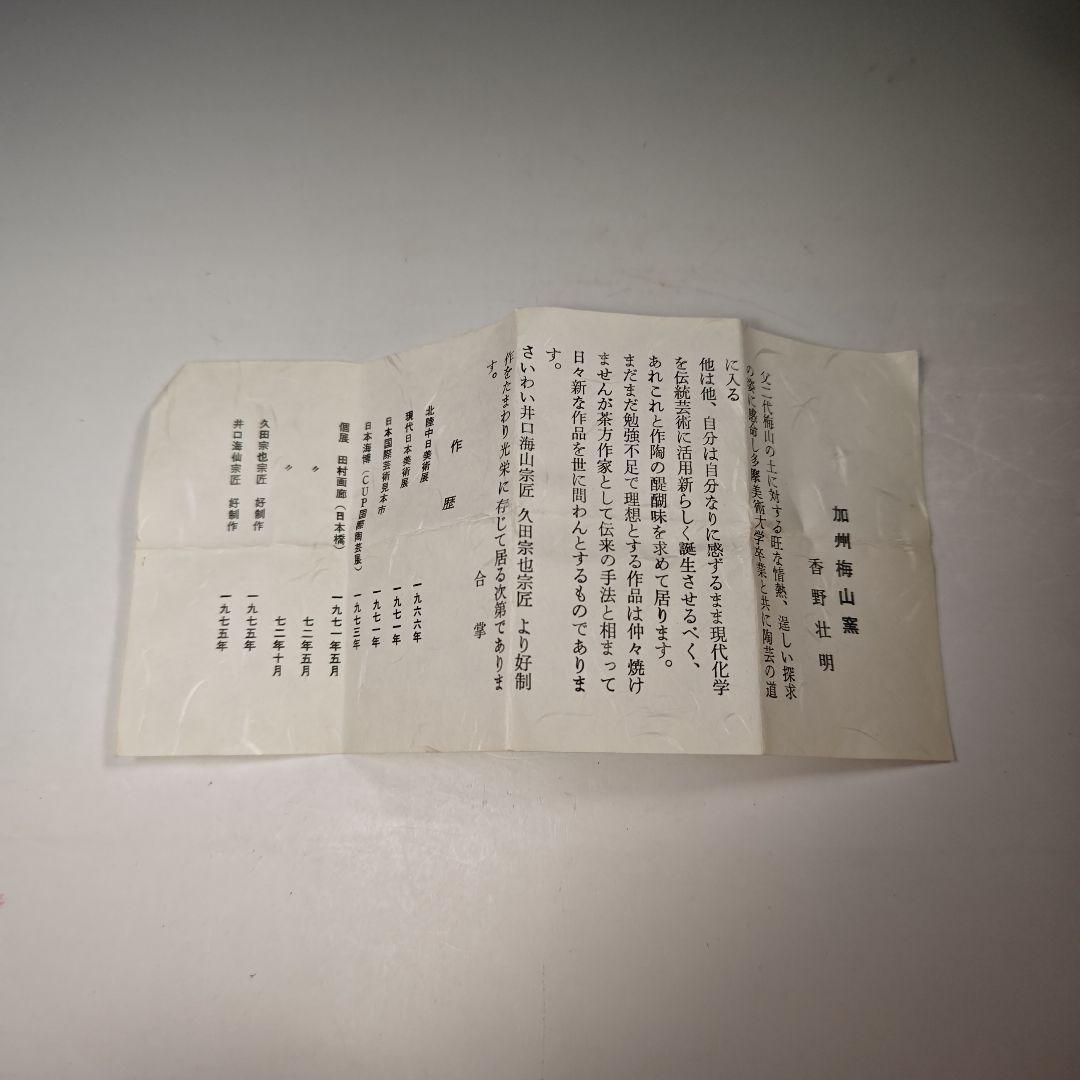 加州梅山窯
香野壮明
父二代梅山の土に対する旺な情熱、逞しい探求
の姿に感命し多摩美術大学卒業と共に陶芸の道
に入る
他は他、自分は自分なりに感ずるまま現代化学
を伝統芸術に活用新らしく誕生させるべく、
あれこれと作陶の醍醐味を求めて居ります。
まだまだ勉強不足で理想とする作品は仲々焼け
ませんが茶方作家として伝来の手法と相まって
日々新な作品を世に問わんとするものでありま
す。
さいわい井口海山宗匠 久田宗也宗匠 より好制
作をたまわり光栄に存じて居る次第でありま
す。
合掌
作歴
北陸中日美術展 一九六六年
現代日本美術展 一九七一年
日本国際芸術見本市 一九七一年
日本海博(CUP国際陶芸展) 一九七三年
個展 田村画廊(日本橋) 一九七一年五月
〃 七二年五月
〃 七二年十月
久田宗也宗匠 好制作 一九七五年
井口海仙宗匠 好制作 一九七五年